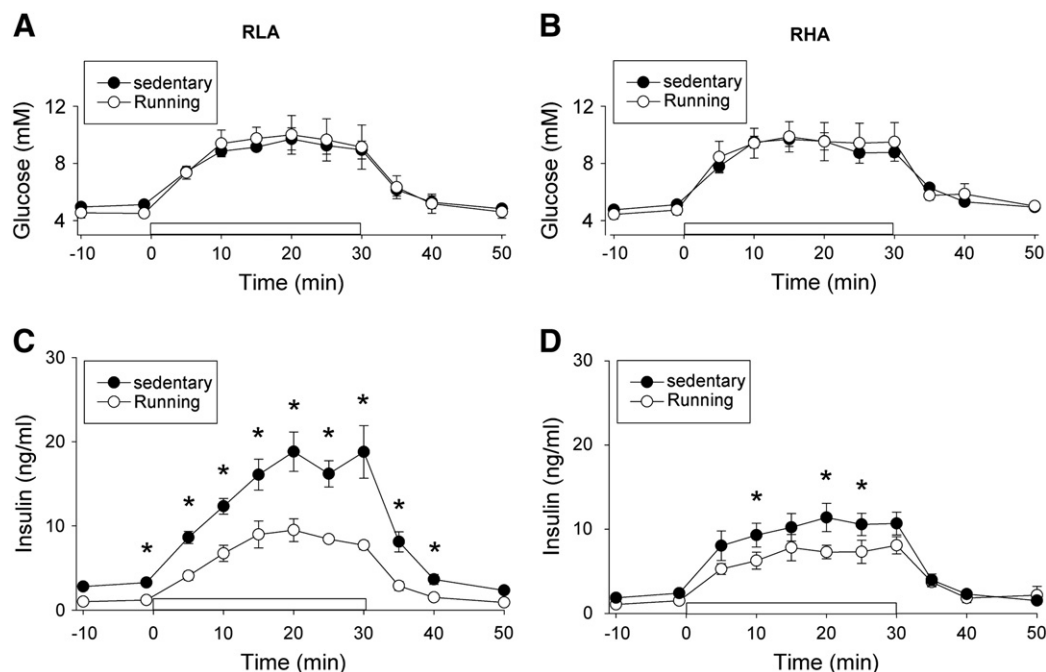 A
RLA
sedentary
Running
Glucose (mM)
12
8
4
-10 0 10 20 30 40 50
Time (min)
B
RHA
sedentary
Running
Glucose (mM)
12
8
4
-10 0 10 20 30 40 50
Time (min)
C
sedentary
Running
Insulin (ng/ml)
30
20
10
0
* * * * * * * * *
-10 0 10 20 30 40 50
Time (min)
D
sedentary
Running
Insulin (ng/ml)
30
20
10
0
* * *
-10 0 10 20 30 40 50
Time (min)